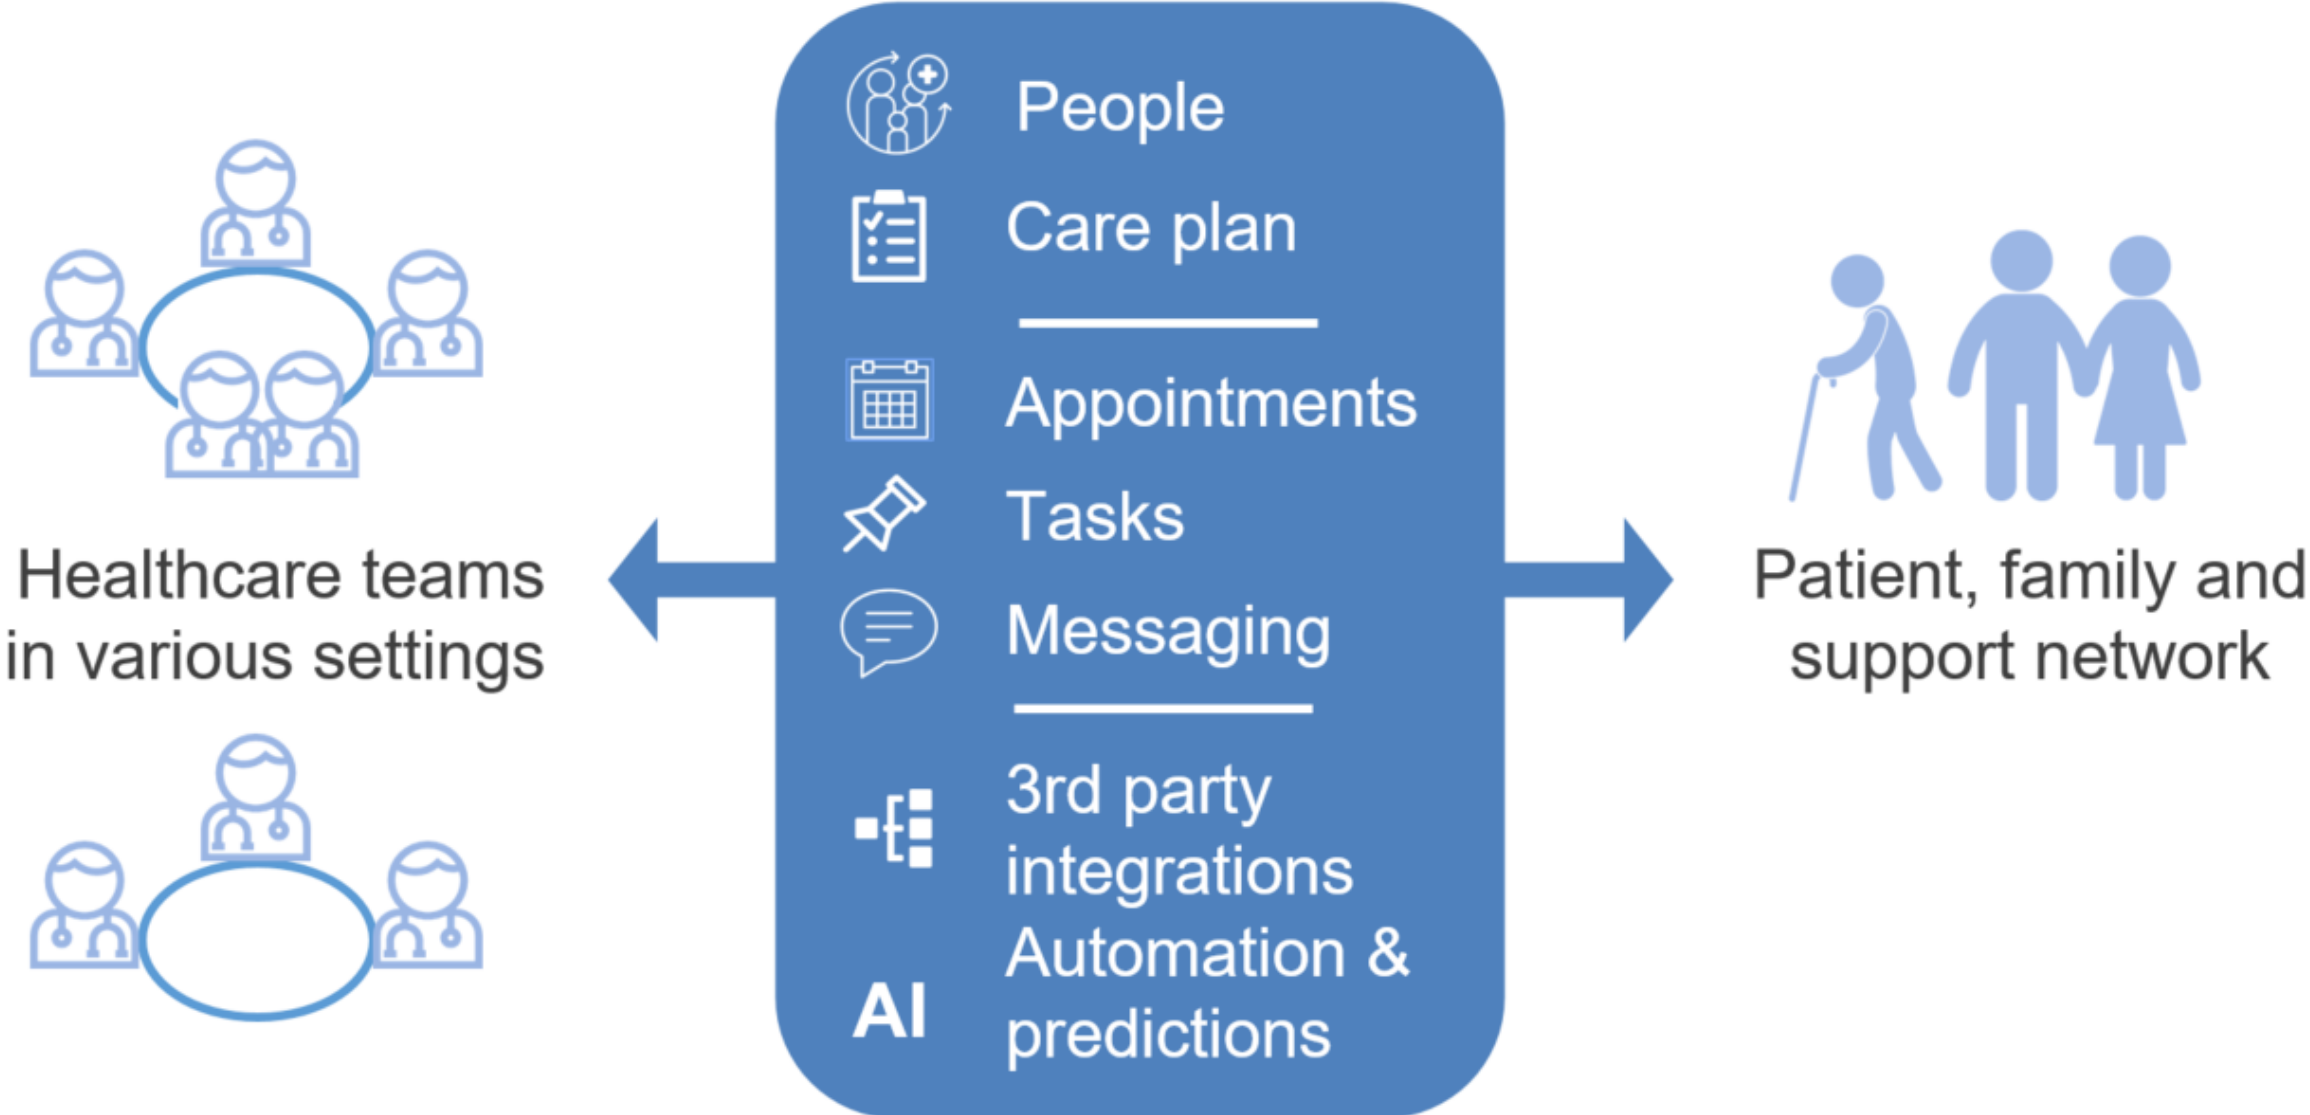 Healthcare teams
in various settings
People
Care plan
Appointments
Tasks
Messaging
3rd party
integrations
AI
Automation &
predictions
Patient, family and
support network